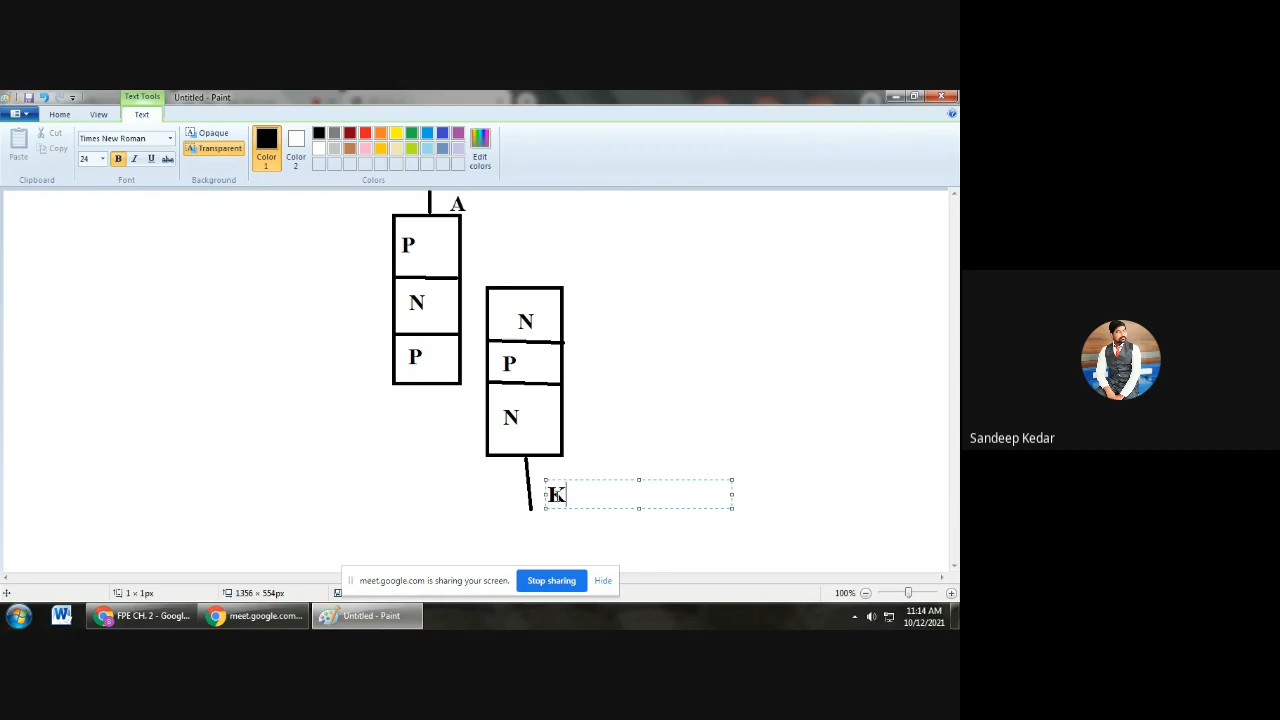 Text Tools
Untitled - Paint
Home
View
Text
Paste
Cut
Copy
Clipboard
Times New Roman
24
B
I
U
abc
Font
Opaque
Transparent
Background
Color 1
Color 2
Edit colors
Colors
A
P
N
P
N
P
N
K
meet.google.com is sharing your screen.
Stop sharing
Hide
1 × 1px
1356 × 554px
100%
FPE CH. 2 - Googl...
meet.google.com...
Untitled - Paint
11:14 AM
10/12/2021
Sandeep Kedar